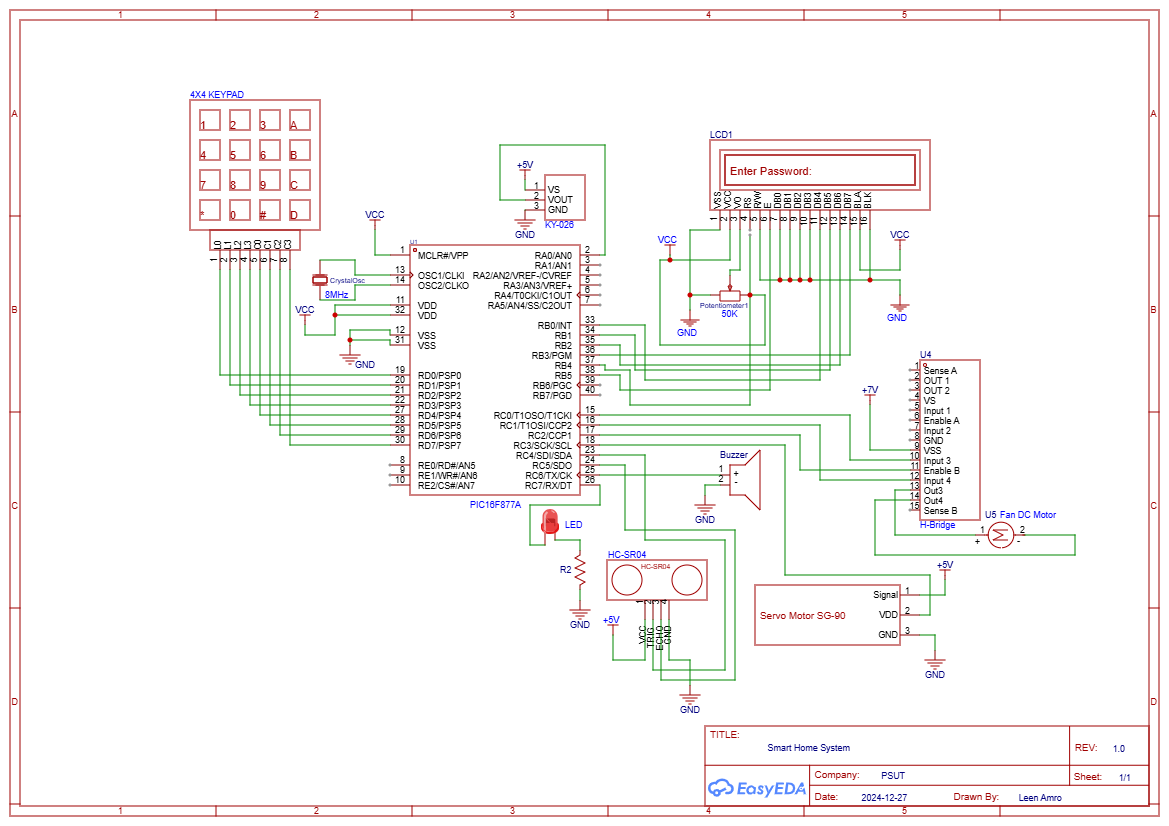 1 2 3 4 5
A A
B B
C C
D D
4X4 KEYPAD
1 2 3 A
4 5 6 B
7 8 9 C
* 0 # D
L0 L1 L2 L3 C0 C1 C2 C3
1 2 3 4 5 6 7 8
VCC
CrystalOsc
8MHz
VCC
GND
U1
1 MCLR#/VPP
13 OSC1/CLKI
14 OSC2/CLKO
11 VDD
32 VDD
12 VSS
31 VSS
19 RD0/PSP0
20 RD1/PSP1
21 RD2/PSP2
22 RD3/PSP3
27 RD4/PSP4
28 RD5/PSP5
29 RD6/PSP6
30 RD7/PSP7
8 RE0/RD#/AN5
9 RE1/WR#/AN6
10 RE2/CS#/AN7
RA0/AN0 2
RA1/AN1 3
RA2/AN2/VREF-/CVREF 4
RA3/AN3/VREF+ 5
RA4/T0CKI/C1OUT 6
RA5/AN4/SS/C2OUT 7
RB0/INT 33
RB1 34
RB2 35
RB3/PGM 36
RB4 37
RB5 38
RB6/PGC 39
RB7/PGD 40
RC0/T1OSO/T1CKI 15
RC1/T1OSI/CCP2 16
RC2/CCP1 17
RC3/SCK/SCL 18
RC4/SDI/SDA 23
RC5/SDO 24
RC6/TX/CK 25
RC7/RX/DT 26
PIC16F877A
+5V
1 VS
2 VOUT
3 GND
GND
KY-026
LCD1
Enter Password:
VSS VCC VO RS R/W E DB0 DB1 DB2 DB3 DB4 DB5 DB6 DB7 BLA BLK
1 2 3 4 5 6 7 8 9 10 11 12 13 14 15 16
VCC
VCC
Potentiometer1
50K
GND
GND
U4
1 Sense A
2 OUT 1
3 OUT 2
4 VS
5 Input 1
6 Enable A
7 Input 2
8 GND
9 VSS
10 Input 3
11 Enable B
12 Input 4
13 Out3
14 Out4
15 Sense B
H-Bridge
+7V
Buzzer
1 +
2 -
GND
U5 Fan DC Motor
1 2
+ -
LED
R2
GND
HC-SR04
HC-SR04
1 2 3 4
VCC TRIG ECHO GND
+5V
GND
+5V
Servo Motor SG-90
Signal 1
VDD 2
GND 3
GND
TITLE:
Smart Home System
REV: 1.0
EasyEDA
Company: PSUT
Sheet: 1/1
Date: 2024-12-27 Drawn By: Leen Amro
1 2 3 4 5